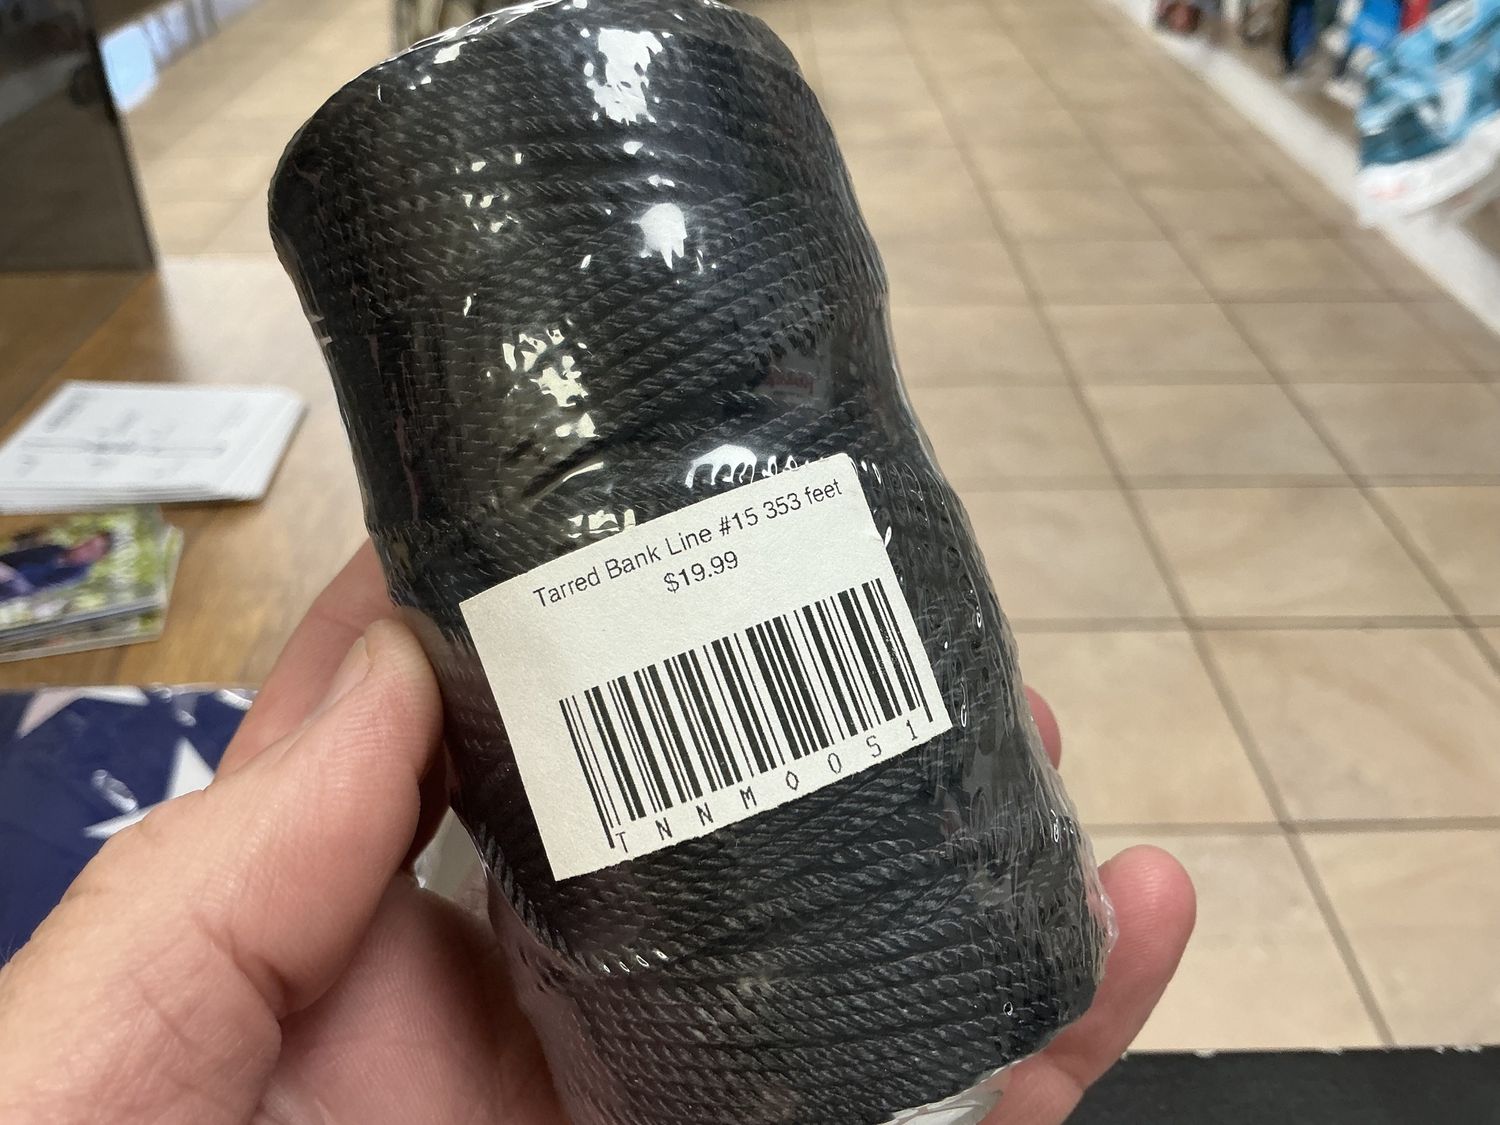 Tarred Bank Line #15 353 feet
$19.99
TNNM0051